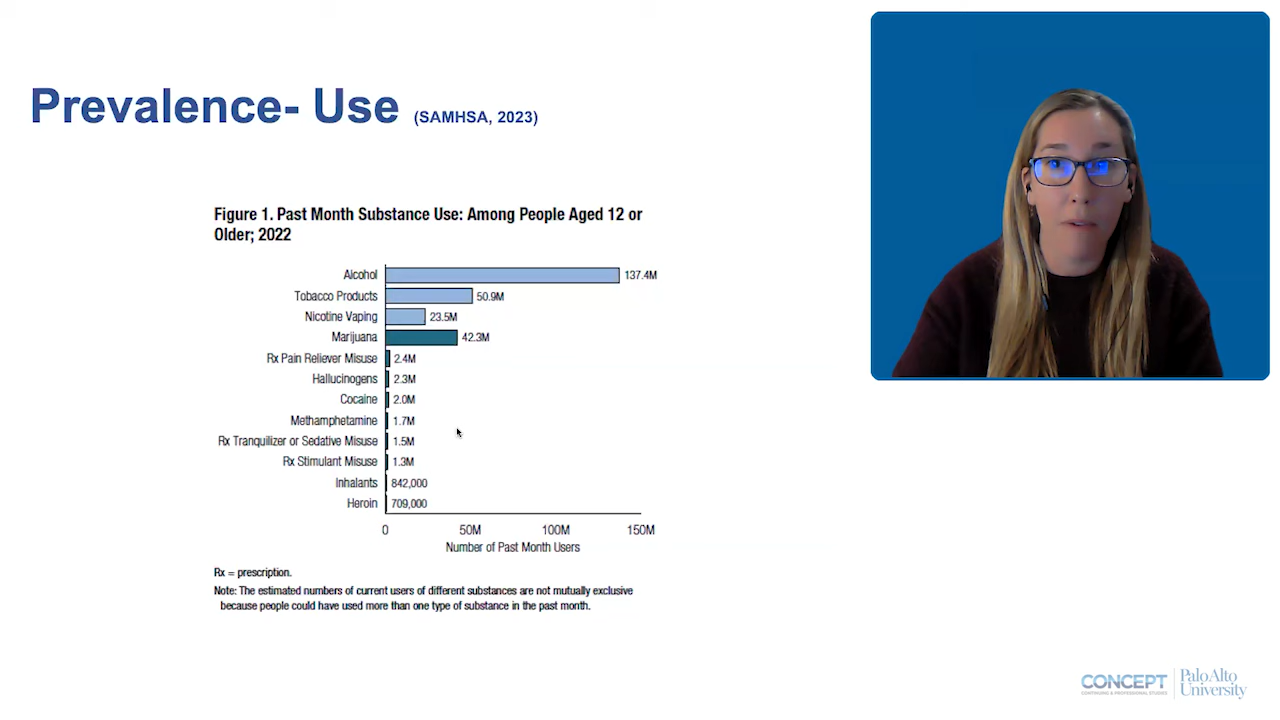 Prevalence- Use (SAMHSA, 2023)
Figure 1. Past Month Substance Use: Among People Aged 12 or
Older; 2022
Alcohol 137.4M
Tobacco Products 50.9M
Nicotine Vaping 23.5M
Marijuana 42.3M
Rx Pain Reliever Misuse 2.4M
Hallucinogens 2.3M
Cocaine 2.0M
Methamphetamine 1.7M
Rx Tranquilizer or Sedative Misuse 1.5M
Rx Stimulant Misuse 1.3M
Inhalants 842,000
Heroin 709,000
0 50M 100M 150M
Number of Past Month Users
Rx = prescription.
Note: The estimated numbers of current users of different substances are not mutually exclusive
because people could have used more than one type of substance in the past month.
CONCEPT
CONTINUING & PROFESSIONAL STUDIES
Palo Alto
University